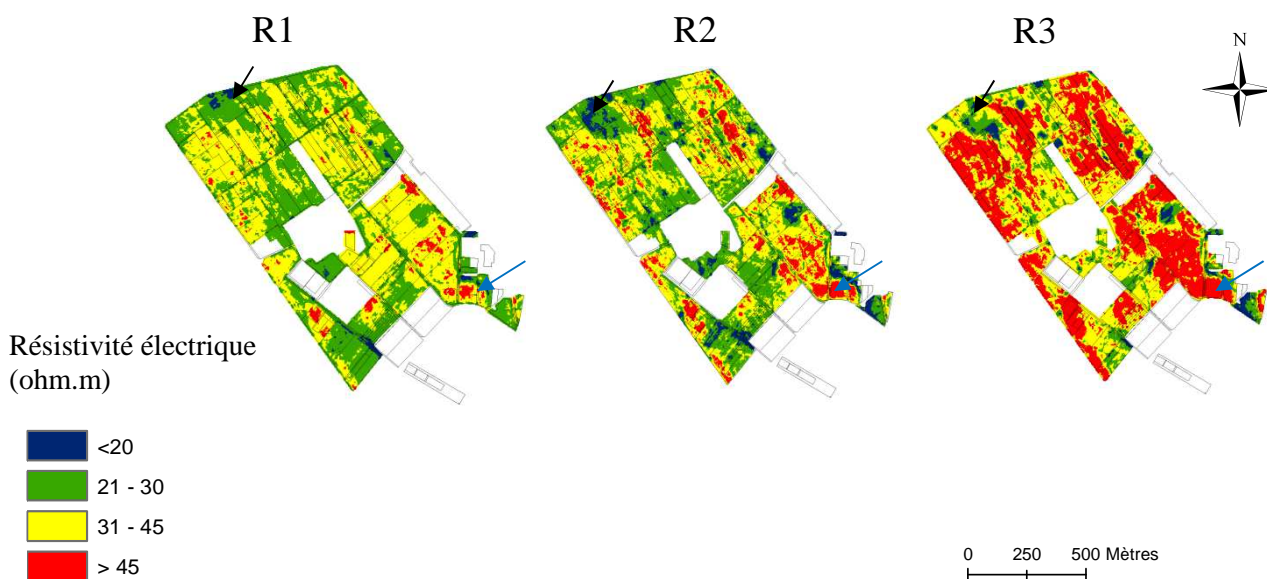 R1
R2
R3
N
Résistivité électrique
(ohm.m)
<20
21 - 30
31 - 45
> 45
0 250 500 Mètres